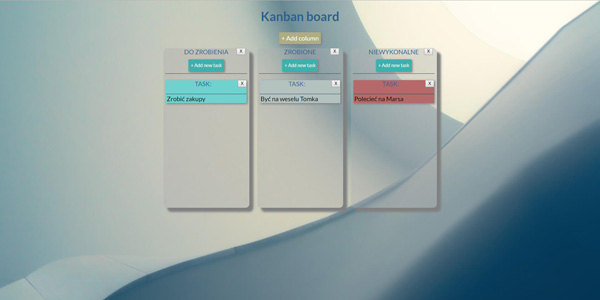 Kanban board
+ Add column
DO ZROBIENIA X
+ Add new task
TASK: X
Zrobić zakupy
ZROBIONE X
+ Add new task
TASK: X
Być na weselu Tomka
NIEWYKONALNE X
+ Add new task
TASK: X
Polecieć na Marsa